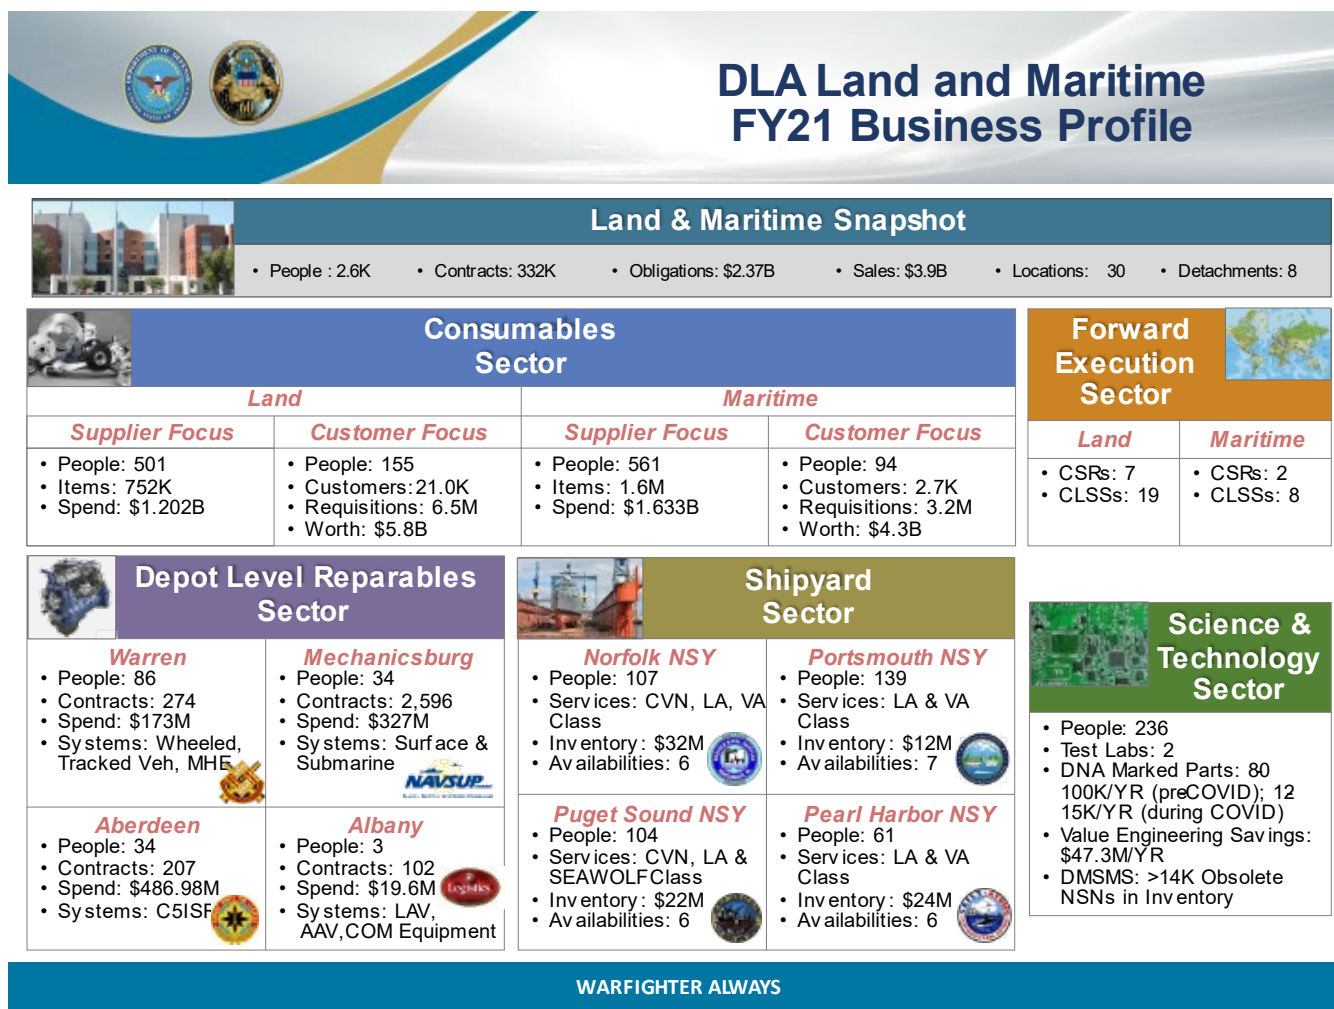 DLA Land and Maritime
FY21 Business Profile
Land & Maritime Snapshot
• People : 2.6K • Contracts: 332K • Obligations: $2.37B • Sales: $3.9B • Locations: 30 • Detachments: 8
Consumables
Sector
Land
Maritime
Supplier Focus
• People: 501
• Items: 752K
• Spend: $1.202B
Customer Focus
• People: 155
• Customers:21.0K
• Requisitions: 6.5M
• Worth: $5.8B
Supplier Focus
• People: 561
• Items: 1.6M
• Spend: $1.633B
Customer Focus
• People: 94
• Customers: 2.7K
• Requisitions: 3.2M
• Worth: $4.3B
Forward
Execution
Sector
Land
• CSRs: 7
• CLSSs: 19
Maritime
• CSRs: 2
• CLSSs: 8
Depot Level Reparables
Sector
Warren
• People: 86
• Contracts: 274
• Spend: $173M
• Systems: Wheeled,
Tracked Veh, MHE
Mechanicsburg
• People: 34
• Contracts: 2,596
• Spend: $327M
• Systems: Surface &
Submarine
NAVSUP
Aberdeen
• People: 34
• Contracts: 207
• Spend: $486.98M
• Systems: C5ISR
Albany
• People: 3
• Contracts: 102
• Spend: $19.6M
• Systems: LAV,
AAV,COM Equipment
Logistics
Shipyard
Sector
Norfolk NSY
• People: 107
• Services: CVN, LA, VA
Class
• Inventory: $32M
• Availabilities: 6
Portsmouth NSY
• People: 139
• Services: LA & VA
Class
• Inventory: $12M
• Availabilities: 7
Puget Sound NSY
• People: 104
• Services: CVN, LA &
SEAWOLF Class
• Inventory: $22M
• Availabilities: 6
Pearl Harbor NSY
• People: 61
• Services: LA & VA
Class
• Inventory: $24M
• Availabilities: 6
Science &
Technology
Sector
• People: 236
• Test Labs: 2
• DNA Marked Parts: 80
100K/YR (preCOVID); 12
15K/YR (during COVID)
• Value Engineering Savings:
$47.3M/YR
• DMSMS: >14K Obsolete
NSNs in Inventory
WARFIGHTER ALWAYS